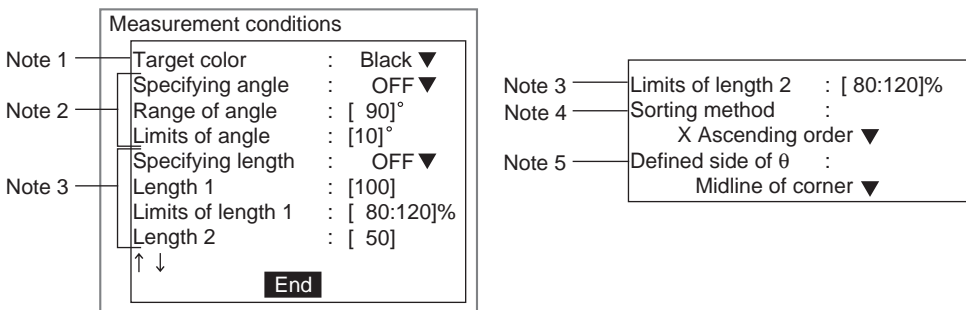 Measurement conditions
Note 1
Target color : Black ▼
Specifying angle : OFF ▼
Note 2
Range of angle : [ 90]°
Limits of angle : [10]°
Specifying length : OFF ▼
Note 3
Length 1 : [100]
Limits of length 1 : [ 80:120]%
Length 2 : [ 50]
↑ ↓
End
Note 3
Limits of length 2 : [ 80:120]%
Note 4
Sorting method :
X Ascending order ▼
Note 5
Defined side of θ :
Midline of corner ▼